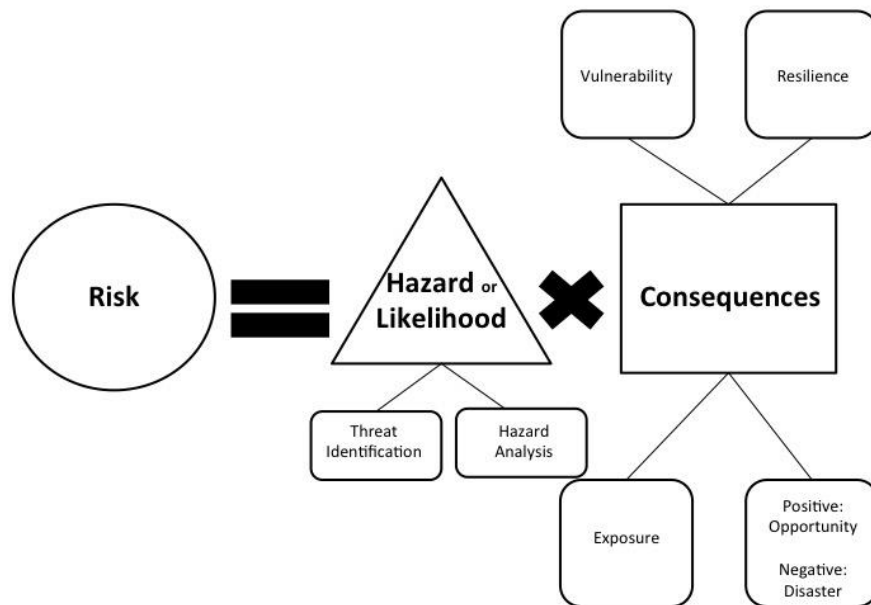 Vulnerability
Resilience
Risk
Hazard or
Likelihood
Consequences
Threat
Identification
Hazard
Analysis
Exposure
Positive:
Opportunity
Negative:
Disaster